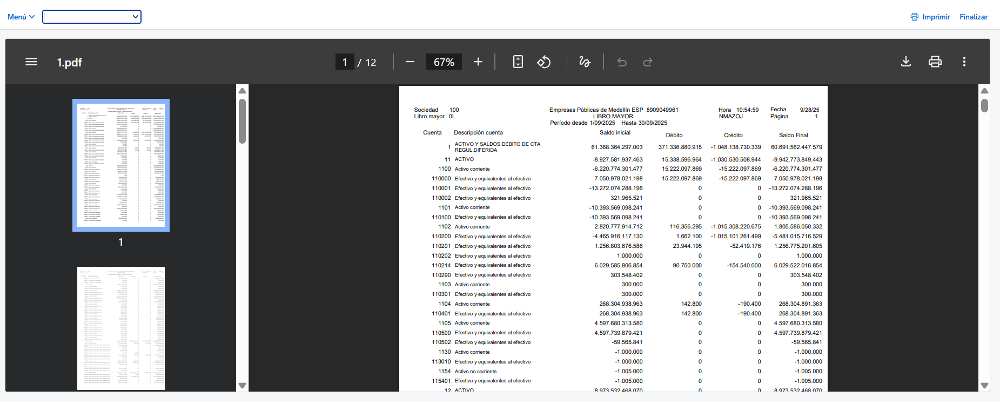 Menú
Imprimir Finalizar
1.pdf
1 / 12
67%
1
Sociedad 100 Empresas Públicas de Medellín ESP 8909049961 Hora 10:54:59 Fecha 9/28/25
Libro mayor 0L LIBRO MAYOR NMAZOJ Página 1
Período desde 1/09/2025 Hasta 30/09/2025
Cuenta Descripción cuenta Saldo inicial Débito Crédito Saldo Final
1 ACTIVO Y SALDOS DÉBITO DE CTA REGUL.DIFERIDA 61.368.364.297.003 371.336.880.915 -1.048.138.730.339 60.691.562.447.579
11 ACTIVO -8.927.581.937.463 15.338.596.964 -1.030.530.508.944 -9.942.773.849.443
1100 Activo corriente -6.220.774.301.477 15.222.097.869 -15.222.097.869 -6.220.774.301.477
110000 Efectivo y equivalentes al efectivo 7.050.978.021.198 15.222.097.869 -15.222.097.869 7.050.978.021.198
110001 Efectivo y equivalentes al efectivo -13.272.074.288.196 0 0 -13.272.074.288.196
110002 Efectivo y equivalentes al efectivo 321.965.521 0 0 321.965.521
1101 Activo corriente -10.393.569.098.241 0 0 -10.393.569.098.241
110100 Efectivo y equivalentes al efectivo -10.393.569.098.241 0 0 -10.393.569.098.241
1102 Activo corriente 2.820.777.914.712 116.356.295 -1.015.308.220.675 1.805.586.050.332
110200 Efectivo y equivalentes al efectivo -4.465.916.117.130 1.662.100 -1.015.101.261.499 -5.481.015.716.529
110201 Efectivo y equivalentes al efectivo 1.256.803.676.586 23.944.195 -52.419.176 1.256.775.201.605
110202 Efectivo y equivalentes al efectivo 1.000.000 0 0 1.000.000
110214 Efectivo y equivalentes al efectivo 6.029.585.806.854 90.750.000 -154.540.000 6.029.522.016.854
110290 Efectivo y equivalentes al efectivo 303.548.402 0 0 303.548.402
1103 Activo corriente 300.000 0 0 300.000
110301 Efectivo y equivalentes al efectivo 300.000 0 0 300.000
1104 Activo corriente 268.304.938.963 142.800 -190.400 268.304.891.363
110401 Efectivo y equivalentes al efectivo 268.304.938.963 142.800 -190.400 268.304.891.363
1105 Activo corriente 4.597.680.313.580 0 0 4.597.680.313.580
110500 Efectivo y equivalentes al efectivo 4.597.739.879.421 0 0 4.597.739.879.421
110502 Efectivo y equivalentes al efectivo -59.565.841 0 0 -59.565.841
1130 Activo corriente -1.000.000 0 0 -1.000.000
113010 Efectivo y equivalentes al efectivo -1.000.000 0 0 -1.000.000
1154 Activo no corriente -1.005.000 0 0 -1.005.000
115401 Efectivo y equivalentes al efectivo -1.005.000 0 0 -1.005.000
12 ACTIVO 8.973.532.468.070 0 0 8.973.532.468.070